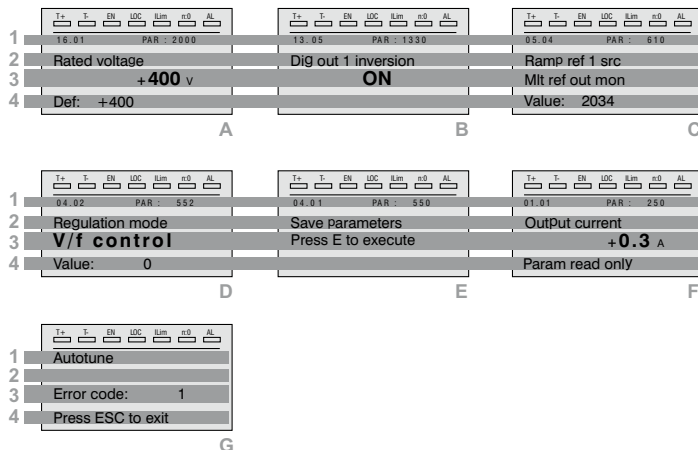 T+ T- EN LOC ILim n:0 AL
1 16.01 PAR : 2000
2 Rated voltage
3 +400 V
4 Def: +400
A
T+ T- EN LOC ILim n:0 AL
13.05 PAR : 1330
Dig out 1 inversion
ON
B
T+ T- EN LOC ILim n:0 AL
05.04 PAR : 610
Ramp ref 1 src
Mlt ref out mon
Value: 2034
C
T+ T- EN LOC ILim n:0 AL
1 04.02 PAR : 552
2 Regulation mode
3 V/f control
4 Value: 0
D
T+ T- EN LOC ILim n:0 AL
04.01 PAR : 550
Save parameters
Press E to execute
E
T+ T- EN LOC ILim n:0 AL
01.01 PAR : 250
Output current
+0.3 A
Param read only
F
T+ T- EN LOC ILim n:0 AL
1 Autotune
2
3 Error code: 1
4 Press ESC to exit
G